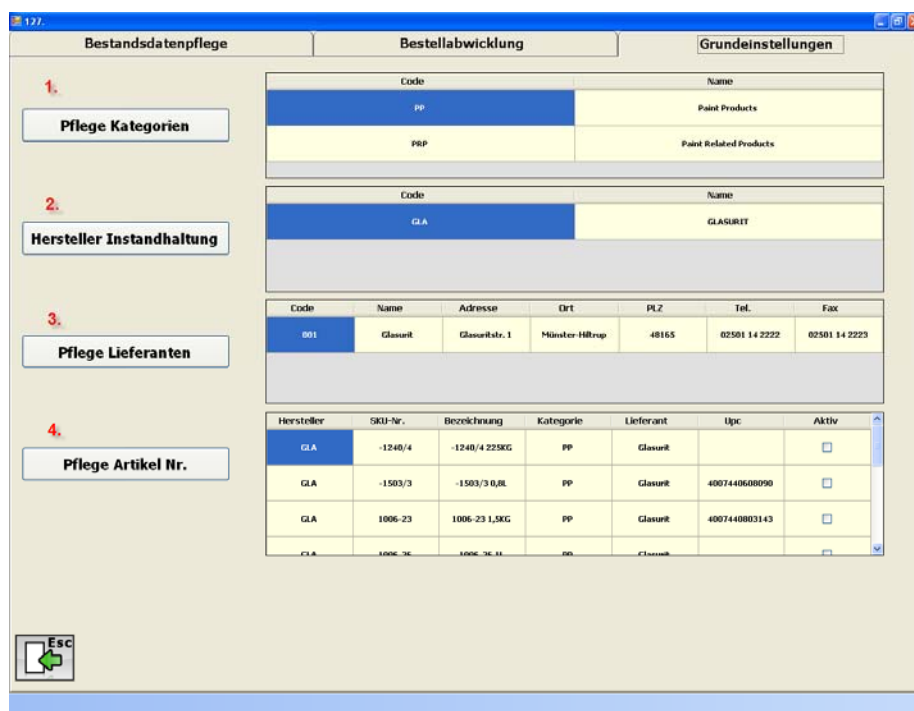 127.
Bestandsdatenpflege Bestellabwicklung Grundeinstellungen
1.
Pflege Kategorien
Code Name
PP Paint Products
PRP Paint Related Products
2.
Hersteller Instandhaltung
Code Name
GLA GLASURIT
3.
Pflege Lieferanten
Code Name Adresse Ort PLZ Tel. Fax
001 Glasurit Glasuritstr. 1 Münster-Hiltrup 48165 02501 14 2222 02501 14 2223
4.
Pflege Artikel Nr.
Hersteller SKU-Nr. Bezeichnung Kategorie Lieferant Upc Aktiv
GLA -1240/4 -1240/4 225KG PP Glasurit
GLA -1503/3 -1503/3 0,8L PP Glasurit 4007440608090
GLA 1006-23 1006-23 1,5KG PP Glasurit 4007440803143
Esc